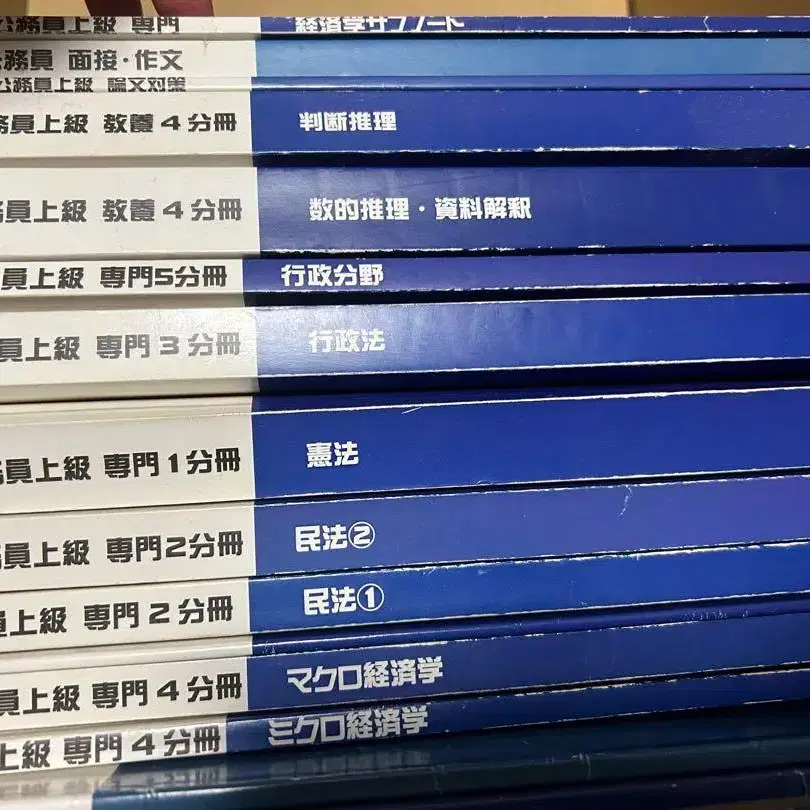 公務員上級 専門 経済学サブノート
公務員 面接・作文
公務員上級 論文対策
務員上級 教養4分冊 判断推理
務員上級 教養4分冊 数的推理・資料解釈
員上級 専門5分冊 行政分野
員上級 専門3分冊 行政法
務員上級 専門1分冊 憲法
務員上級 専門2分冊 民法②
員上級 専門2分冊 民法①
員上級 専門4分冊 マクロ経済学
上級 専門4分冊 ミクロ経済学